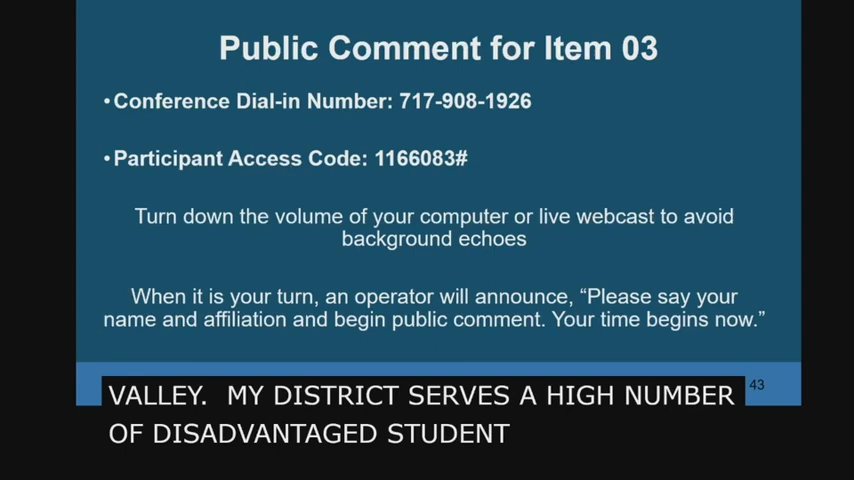 Public Comment for Item 03
•Conference Dial-in Number: 717-908-1926
•Participant Access Code: 1166083#
Turn down the volume of your computer or live webcast to avoid
background echoes
When it is your turn, an operator will announce, “Please say your
name and affiliation and begin public comment. Your time begins now.”
43
VALLEY.  MY DISTRICT SERVES A HIGH NUMBER
OF DISADVANTAGED STUDENT